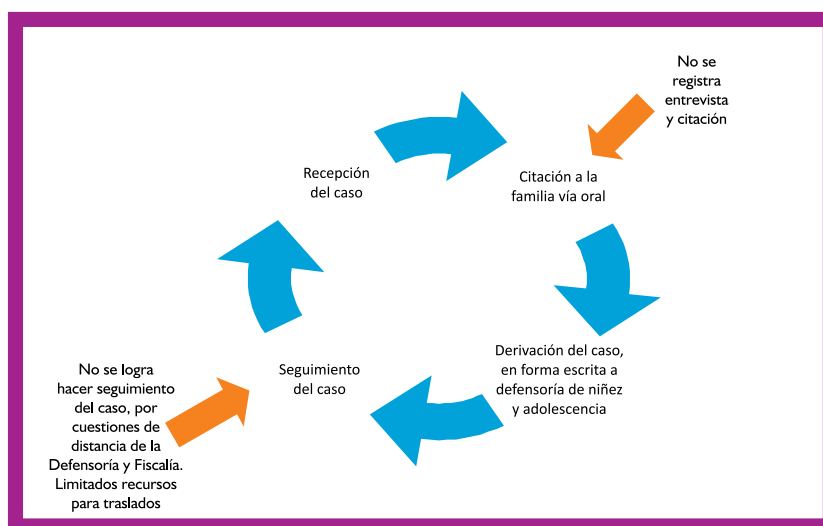 No se
registra
entrevista
y citación
Recepción
del caso
Citación a la
familia vía oral
Derivación del caso,
en forma escrita a
defensoría de niñez
y adolescencia
Seguimiento
del caso
No se logra
hacer seguimiento
del caso, por
cuestiones de
distancia de la
Defensoría y Fiscalía.
Limitados recursos
para traslados